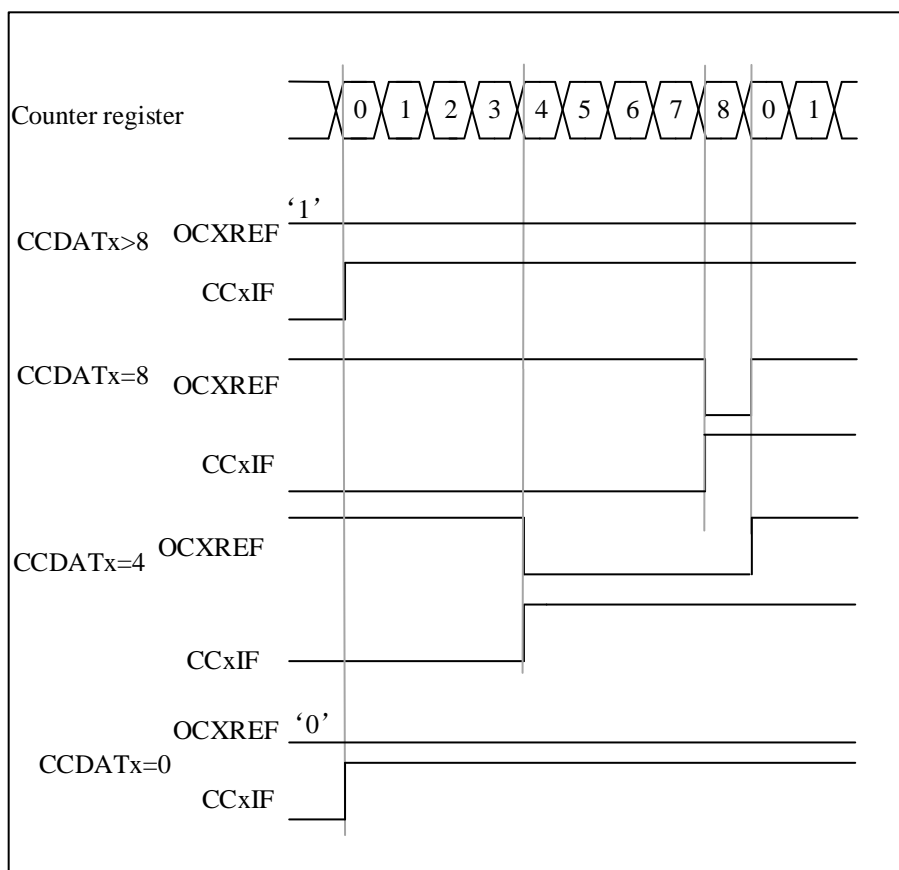 Counter register 0 1 2 3 4 5 6 7 8 0 1
‘1’
CCDATx>8 OCXREF
CCxIF
CCDATx=8 OCXREF
CCxIF
CCDATx=4 OCXREF
CCxIF
OCXREF ‘0’
CCDATx=0
CCxIF